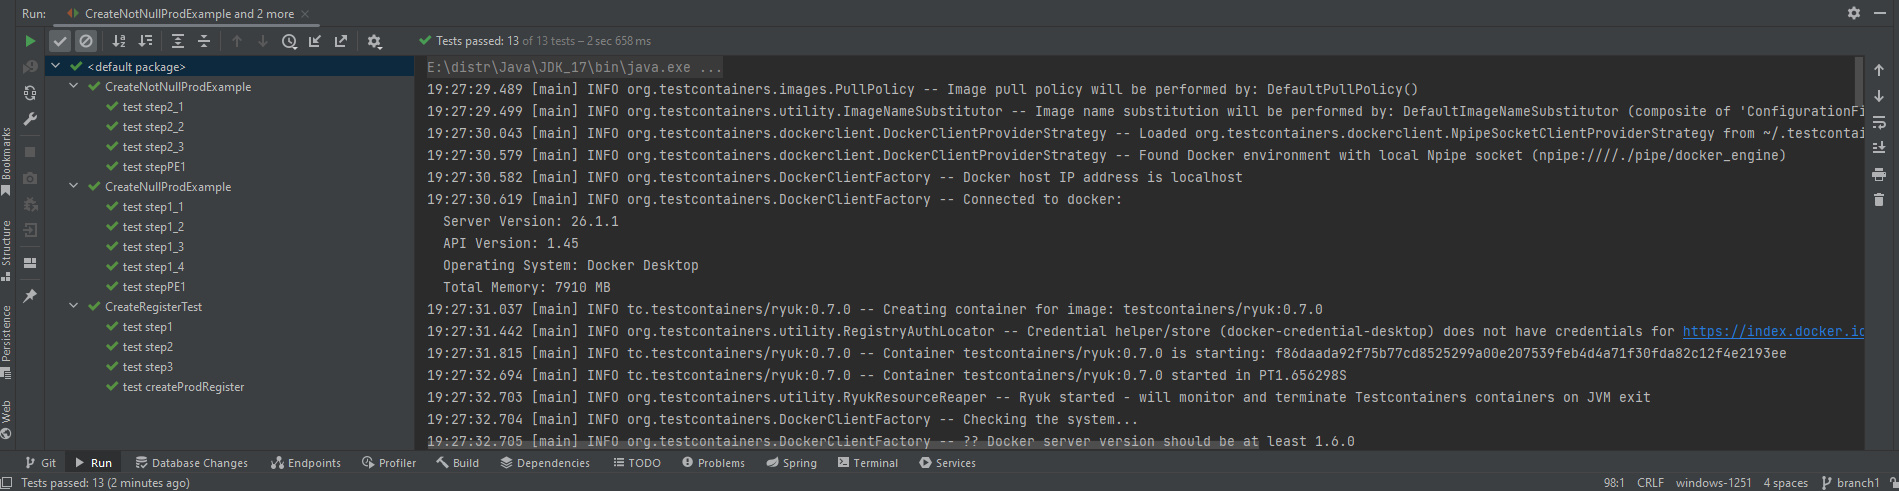 Run: CreateNotNullProdExample and 2 more
Tests passed: 13 of 13 tests – 2 sec 658 ms
<default package>
CreateNotNullProdExample
test step2_1
test step2_2
test step2_3
test stepPE1
CreateNullProdExample
test step1_1
test step1_2
test step1_3
test step1_4
test stepPE1
CreateRegisterTest
test step1
test step2
test step3
test createProdRegister
E:\distr\Java\JDK_17\bin\java.exe ...
19:27:29.489 [main] INFO org.testcontainers.images.PullPolicy -- Image pull policy will be performed by: DefaultPullPolicy()
19:27:29.499 [main] INFO org.testcontainers.utility.ImageNameSubstitutor -- Image name substitution will be performed by: DefaultImageNameSubstitutor (composite of 'ConfigurationFi
19:27:30.043 [main] INFO org.testcontainers.dockerclient.DockerClientProviderStrategy -- Loaded org.testcontainers.dockerclient.NpipeSocketClientProviderStrategy from ~/.testcontai
19:27:30.579 [main] INFO org.testcontainers.dockerclient.DockerClientProviderStrategy -- Found Docker environment with local Npipe socket (npipe:////./pipe/docker_engine)
19:27:30.582 [main] INFO org.testcontainers.DockerClientFactory -- Docker host IP address is localhost
19:27:30.619 [main] INFO org.testcontainers.DockerClientFactory -- Connected to docker:
Server Version: 26.1.1
API Version: 1.45
Operating System: Docker Desktop
Total Memory: 7910 MB
19:27:31.037 [main] INFO tc.testcontainers/ryuk:0.7.0 -- Creating container for image: testcontainers/ryuk:0.7.0
19:27:31.442 [main] INFO org.testcontainers.utility.RegistryAuthLocator -- Credential helper/store (docker-credential-desktop) does not have credentials for https://index.docker.io
19:27:31.815 [main] INFO tc.testcontainers/ryuk:0.7.0 -- Container testcontainers/ryuk:0.7.0 is starting: f86daada92f75b77cd8525299a00e207539feb4d4a71f30fda82c12f4e2193ee
19:27:32.694 [main] INFO tc.testcontainers/ryuk:0.7.0 -- Container testcontainers/ryuk:0.7.0 started in PT1.656298S
19:27:32.703 [main] INFO org.testcontainers.utility.RyukResourceReaper -- Ryuk started - will monitor and terminate Testcontainers containers on JVM exit
19:27:32.704 [main] INFO org.testcontainers.DockerClientFactory -- Checking the system...
19:27:32.705 [main] INFO org.testcontainers.DockerClientFactory -- ?? Docker server version should be at least 1.6.0
Bookmarks
Structure
Persistence
Web
Git Run Database Changes Endpoints Profiler Build Dependencies TODO Problems Spring Terminal Services
Tests passed: 13 (2 minutes ago) 98:1 CRLF windows-1251 4 spaces branch1